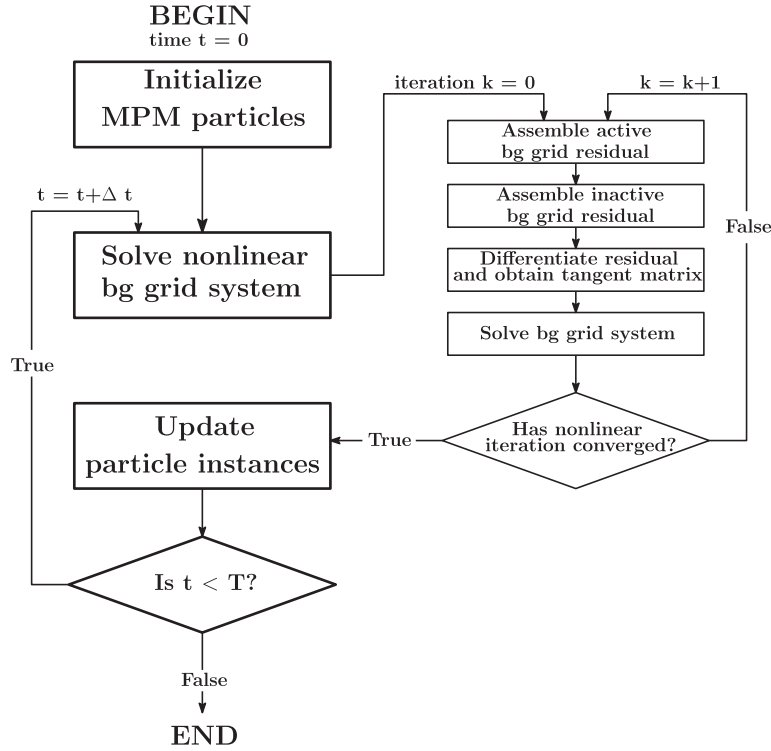 BEGIN
time t = 0
Initialize
MPM particles
t = t+Δ t
Solve nonlinear
bg grid system
iteration k = 0
k = k+1
Assemble active
bg grid residual
Assemble inactive
bg grid residual
Differentiate residual
and obtain tangent matrix
Solve bg grid system
Has nonlinear
iteration converged?
False
True
Update
particle instances
Is t < T?
True
False
END